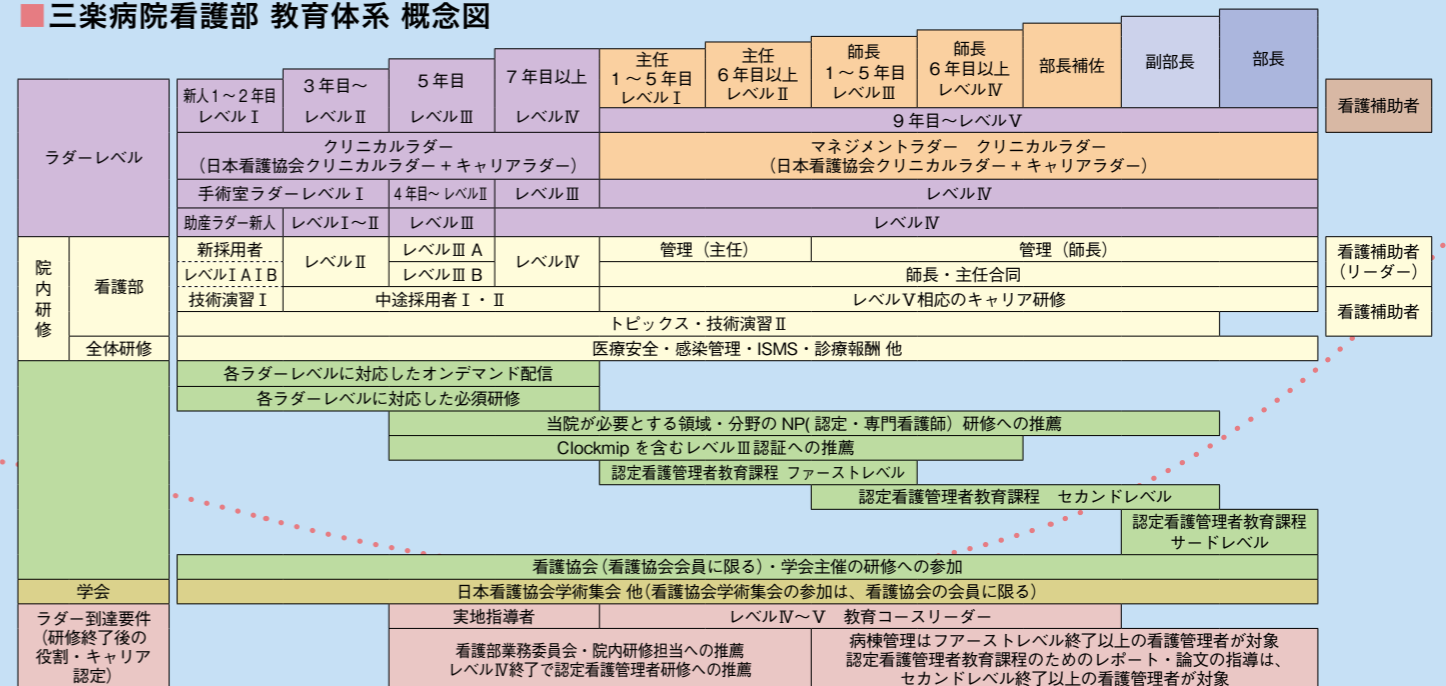 ■三楽病院看護部 教育体系 概念図
ラダーレベル
新人1~2年目
レベルⅠ
3年目~
レベルⅡ
5年目
レベルⅢ
7年目以上
レベルⅣ
主任
1~5年目
レベルⅠ
主任
6年目以上
レベルⅡ
師長
1~5年目
レベルⅢ
師長
6年目以上
レベルⅣ
部長補佐
副部長
部長
看護補助者
9年目~レベルⅤ
クリニカルラダー
(日本看護協会クリニカルラダー+キャリアラダー)
マネジメントラダー クリニカルラダー
(日本看護協会クリニカルラダー+キャリアラダー)
手術室ラダーレベルⅠ
4年目~レベルⅡ
レベルⅢ
レベルⅣ
助産ラダー新人
レベルⅠ~Ⅱ
レベルⅢ
レベルⅣ
院内研修
看護部
新採用者
レベルⅠAⅠB
技術演習Ⅰ
レベルⅡ
レベルⅢA
レベルⅢB
レベルⅣ
中途採用者Ⅰ・Ⅱ
管理(主任)
管理(師長)
師長・主任合同
レベルⅤ相応のキャリア研修
看護補助者
(リーダー)
看護補助者
トピックス・技術演習Ⅱ
全体研修
医療安全・感染管理・ISMS・診療報酬 他
各ラダーレベルに対応したオンデマンド配信
各ラダーレベルに対応した必須研修
当院が必要とする領域・分野のNP(認定・専門看護師)研修への推薦
Clockmipを含むレベルⅢ認証への推薦
認定看護管理者教育課程 ファーストレベル
認定看護管理者教育課程 セカンドレベル
認定看護管理者教育課程
サードレベル
看護協会(看護協会会員に限る)・学会主催の研修への参加
学会
日本看護協会学術集会 他(看護協会学術集会の参加は、看護協会の会員に限る)
ラダー到達要件
(研修終了後の
役割・キャリア
認定)
実地指導者
レベルⅣ~Ⅴ 教育コースリーダー
看護部業務委員会・院内研修担当への推薦
レベルⅣ終了で認定看護管理者研修への推薦
病棟管理はフアーストレベル終了以上の看護管理者が対象
認定看護管理者教育課程のためのレポート・論文の指導は、
セカンドレベル終了以上の看護管理者が対象